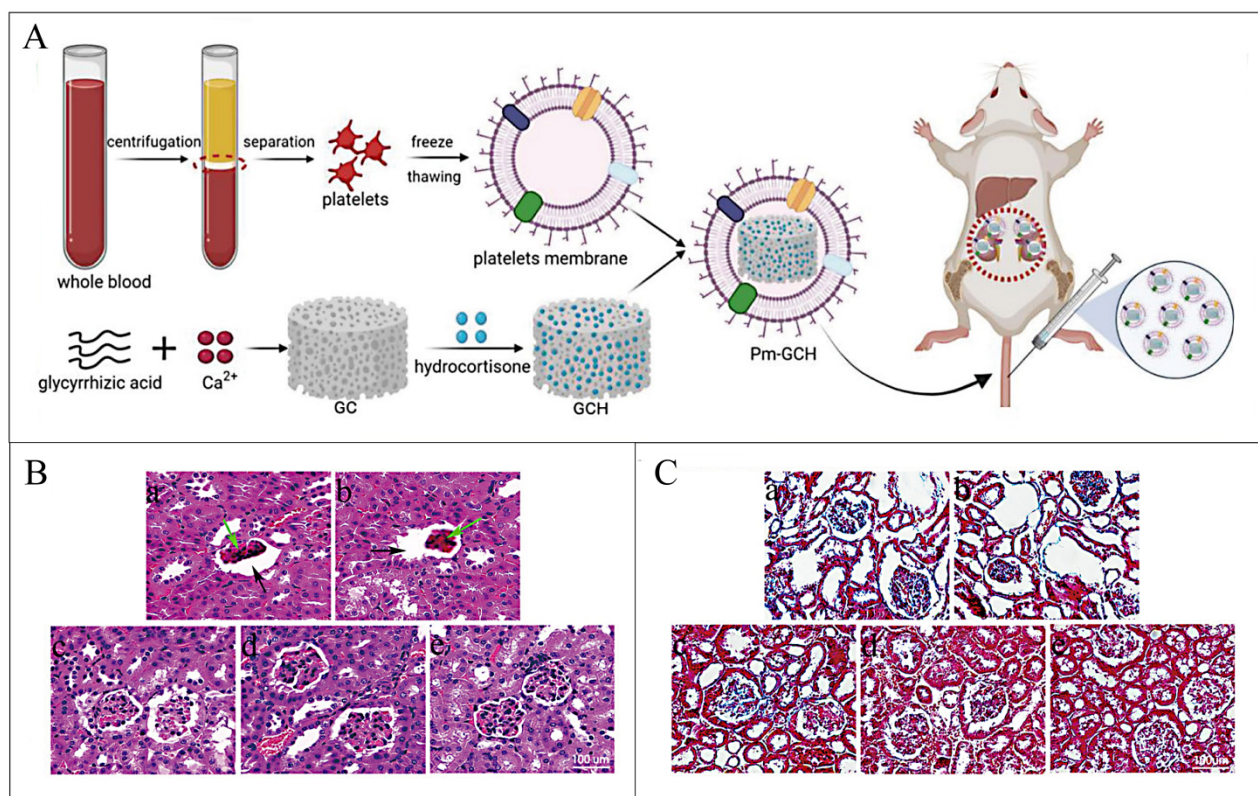 A
centrifugation
separation
freeze
thawing
platelets
whole blood
platelets membrane
glycyrrhizic acid
+
Ca²⁺
GC
hydrocortisone
GCH
Pm-GCH
B
a
b
c
d
e
100 um
C
a
b
c
d
e
100 um